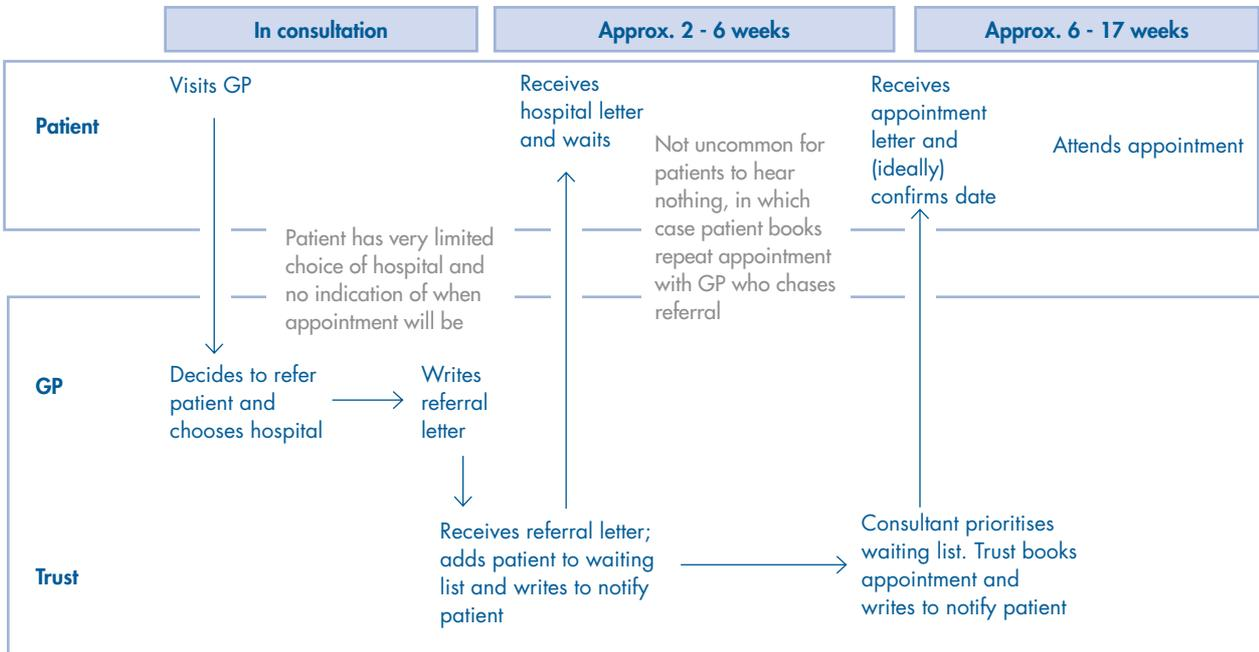 In consultation
Approx. 2 - 6 weeks
Approx. 6 - 17 weeks
Patient
Visits GP
Receives
hospital letter
and waits
Not uncommon for
patients to hear
nothing, in which
case patient books
repeat appointment
with GP who chases
referral
Receives
appointment
letter and
(ideally)
confirms date
Attends appointment
Patient has very limited
choice of hospital and
no indication of when
appointment will be
GP
Decides to refer
patient and
chooses hospital
Writes
referral
letter
Trust
Receives referral letter;
adds patient to waiting
list and writes to notify
patient
Consultant prioritises
waiting list. Trust books
appointment and
writes to notify patient